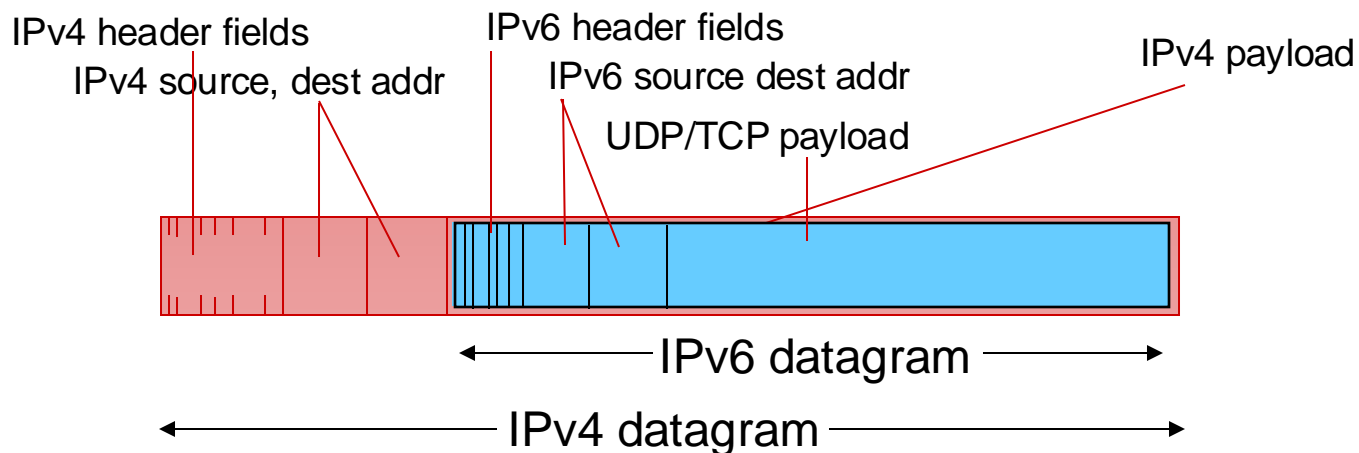 IPv4 header fields
IPv6 header fields
IPv4 payload
IPv4 source, dest addr
IPv6 source dest addr
UDP/TCP payload
IPv6 datagram
IPv4 datagram